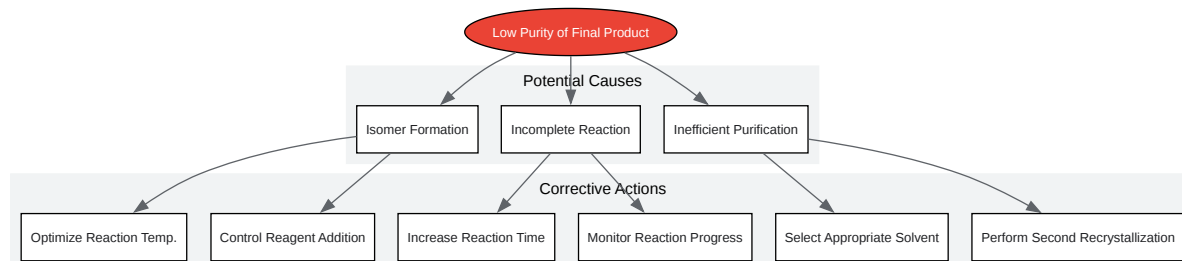 Low Purity of Final Product
Potential Causes
Isomer Formation
Incomplete Reaction
Inefficient Purification
Corrective Actions
Optimize Reaction Temp.
Control Reagent Addition
Increase Reaction Time
Monitor Reaction Progress
Select Appropriate Solvent
Perform Second Recrystallization